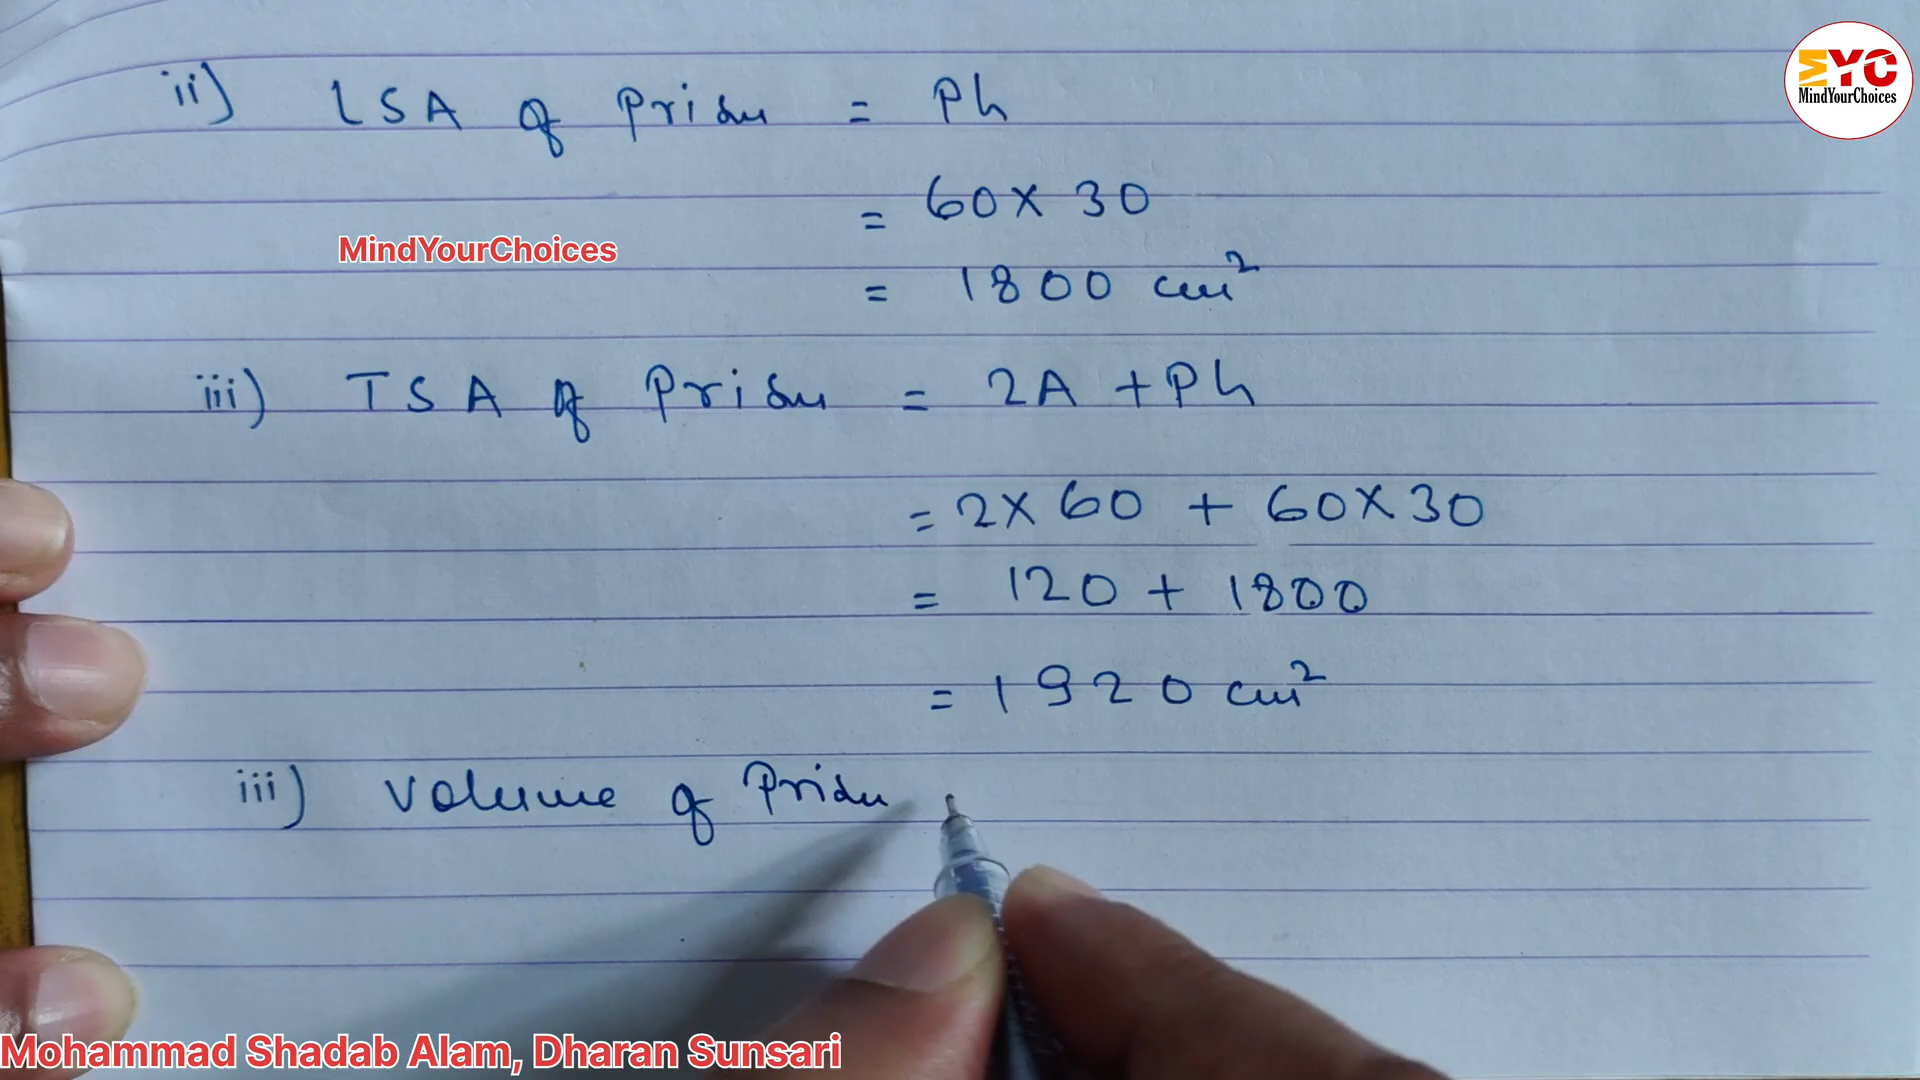 MYC
MindYourChoices
ii) LSA of Prism = Ph
= 60 x 30
MindYourChoices
= 1800 cm²
iii) TSA of Prism = 2A + Ph
= 2 x 60 + 60 x 30
= 120 + 1800
= 1920 cm²
iii) Volume of Prism
Mohammad Shadab Alam, Dharan Sunsari